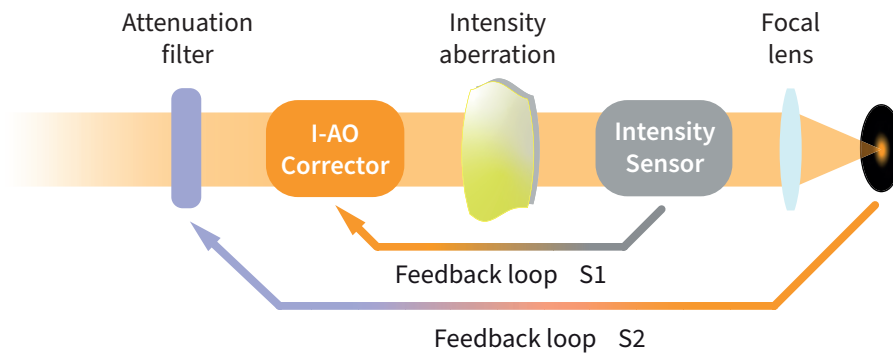 Attenuation
filter
Intensity
aberration
Focal
lens
I-AO
Corrector
Intensity
Sensor
Feedback loop S1
Feedback loop S2